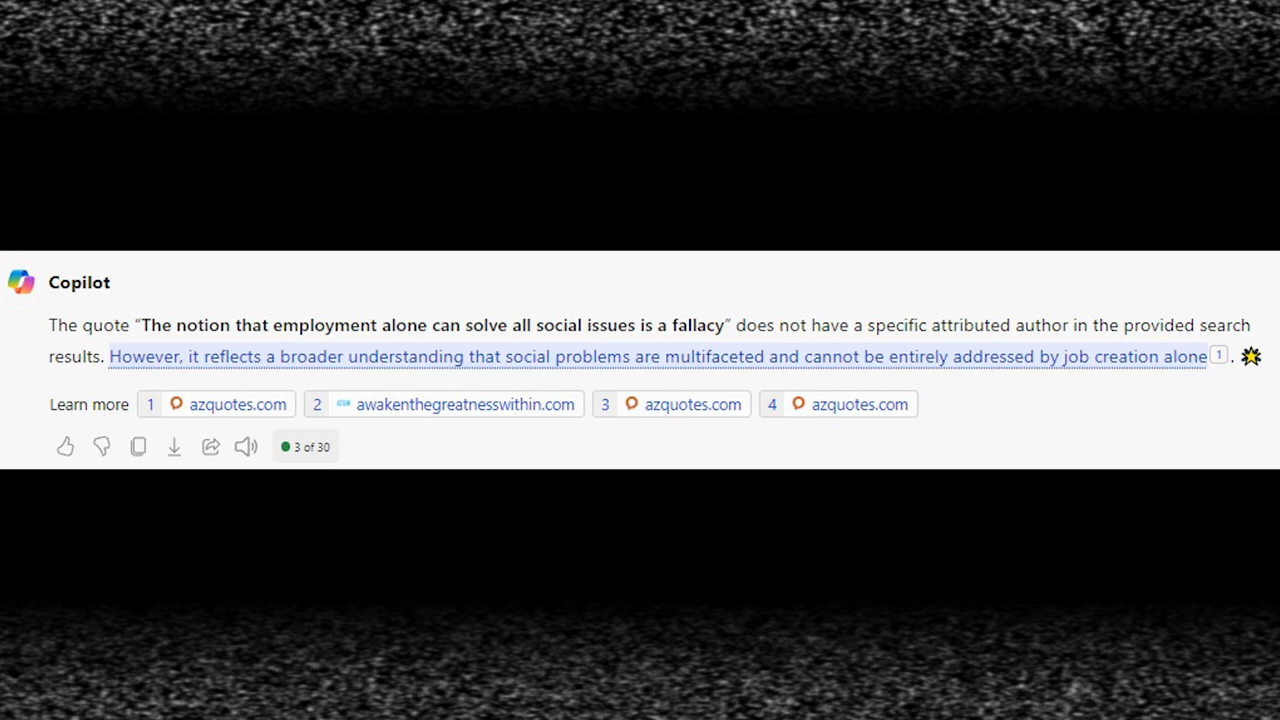 Copilot
The quote “The notion that employment alone can solve all social issues is a fallacy” does not have a specific attributed author in the provided search
results. However, it reflects a broader understanding that social problems are multifaceted and cannot be entirely addressed by job creation alone 1 .
Learn more 1 azquotes.com 2 awakenthegreatnesswithin.com 3 azquotes.com 4 azquotes.com
3 of 30